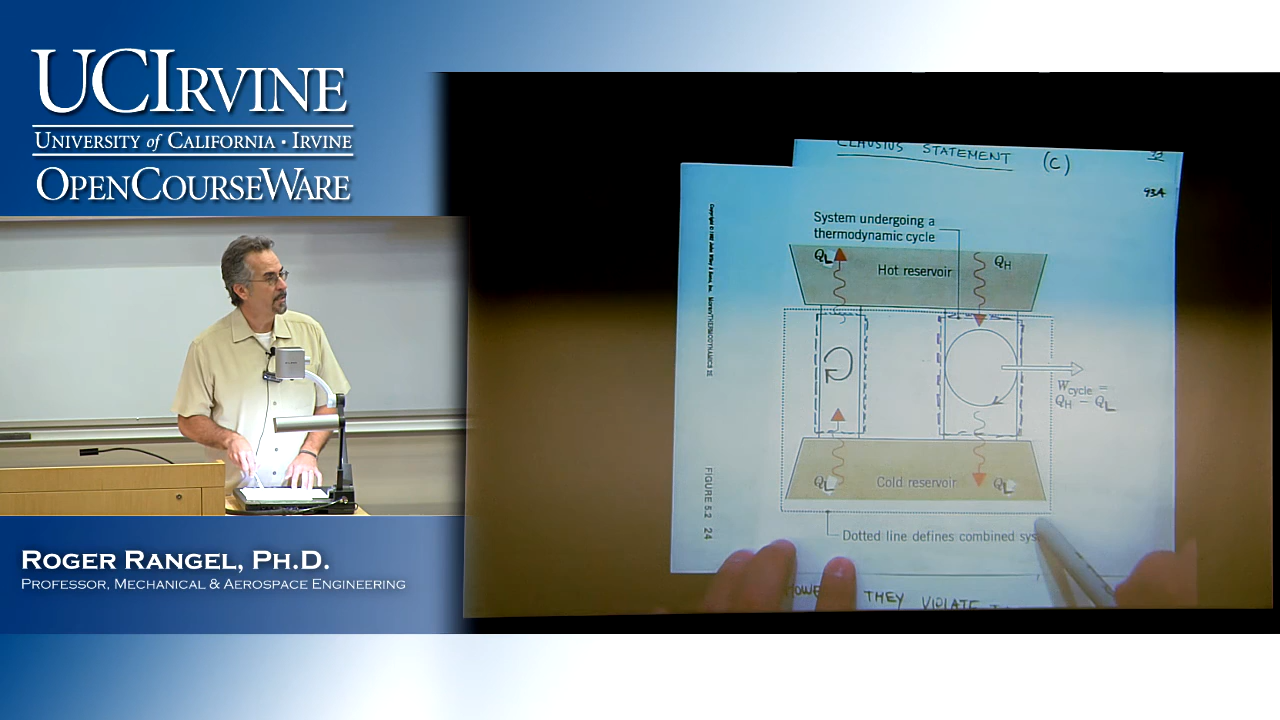 UCIRVINE
UNIVERSITY of CALIFORNIA · IRVINE
OPENCOURSEWARE
ROGER RANGEL, PH.D.
PROFESSOR, MECHANICAL & AEROSPACE ENGINEERING
CLAUSIUS STATEMENT (C)
32
93A
System undergoing a
thermodynamic cycle
QL
Hot reservoir
QH
Wcycle =
QH - QL
QL
Cold reservoir
QL
Dotted line defines combined sys
FIGURE 5.2 24
THEY VIOLATE